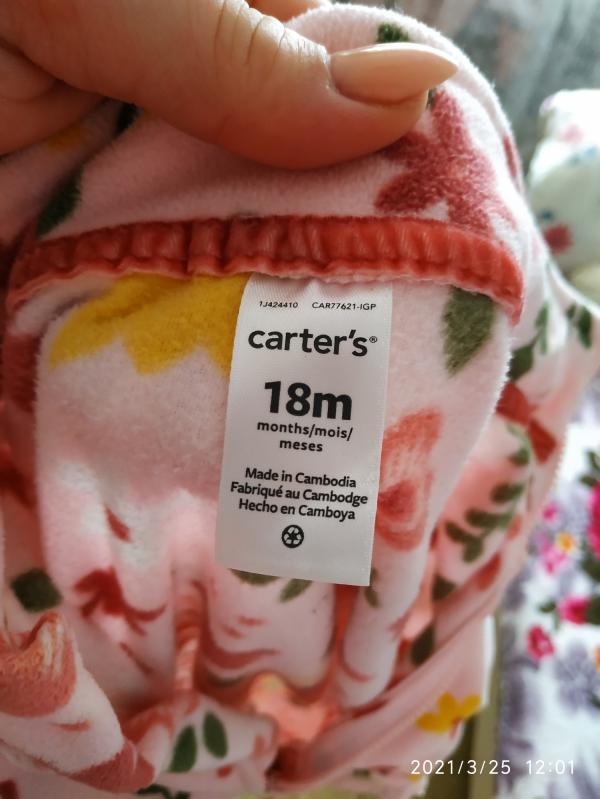 1J424410 CAR77621-IGP
carter's®
18m
months/mois/
meses
Made in Cambodia
Fabriqué au Cambodge
Hecho en Camboya
2021/3/25 12:01